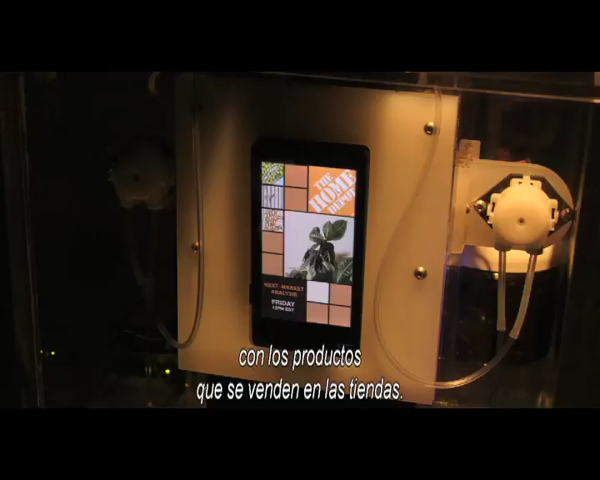 THE
HOME
DEPOT
NEXT MARKET
ANALYSIS
FRIDAY
con los productos
que se venden en las tiendas.